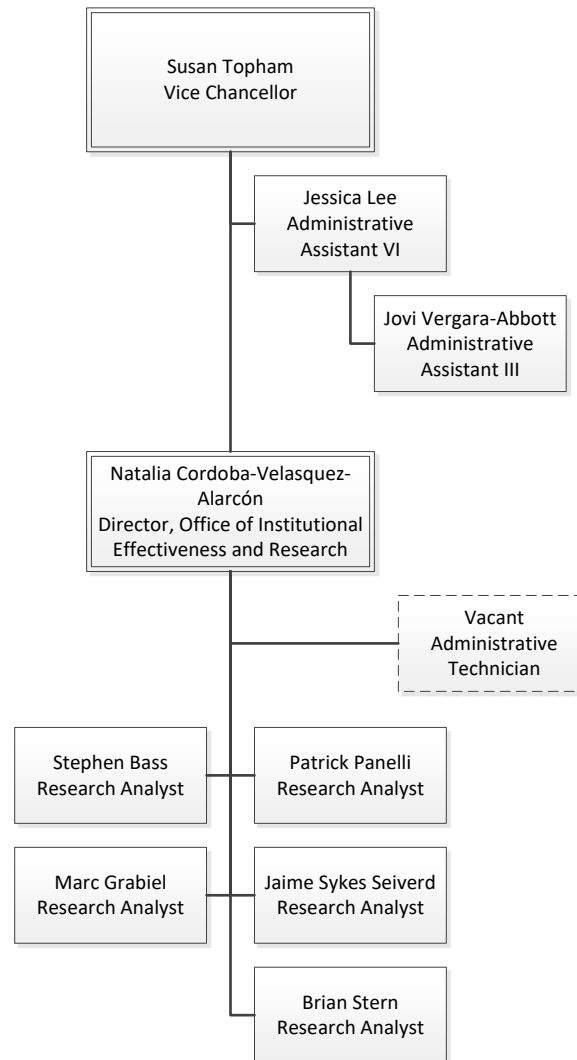 Susan Topham
Vice Chancellor
Jessica Lee
Administrative
Assistant VI
Jovi Vergara-Abbott
Administrative
Assistant III
Natalia Cordoba-Velasquez-
Alarcón
Director, Office of Institutional
Effectiveness and Research
Vacant
Administrative
Technician
Stephen Bass
Research Analyst
Patrick Panelli
Research Analyst
Marc Grabiel
Research Analyst
Jaime Sykes Seiverd
Research Analyst
Brian Stern
Research Analyst